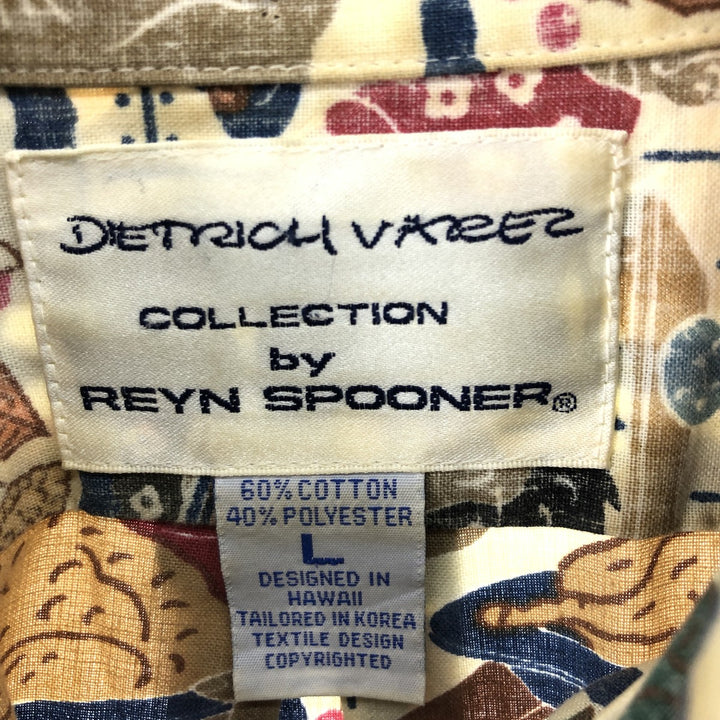 DIETRICH VAREZ
COLLECTION
by
REYN SPOONER®
60% COTTON
40% POLYESTER
L
DESIGNED IN
HAWAII
TAILORED IN KOREA
TEXTILE DESIGN
COPYRIGHTED